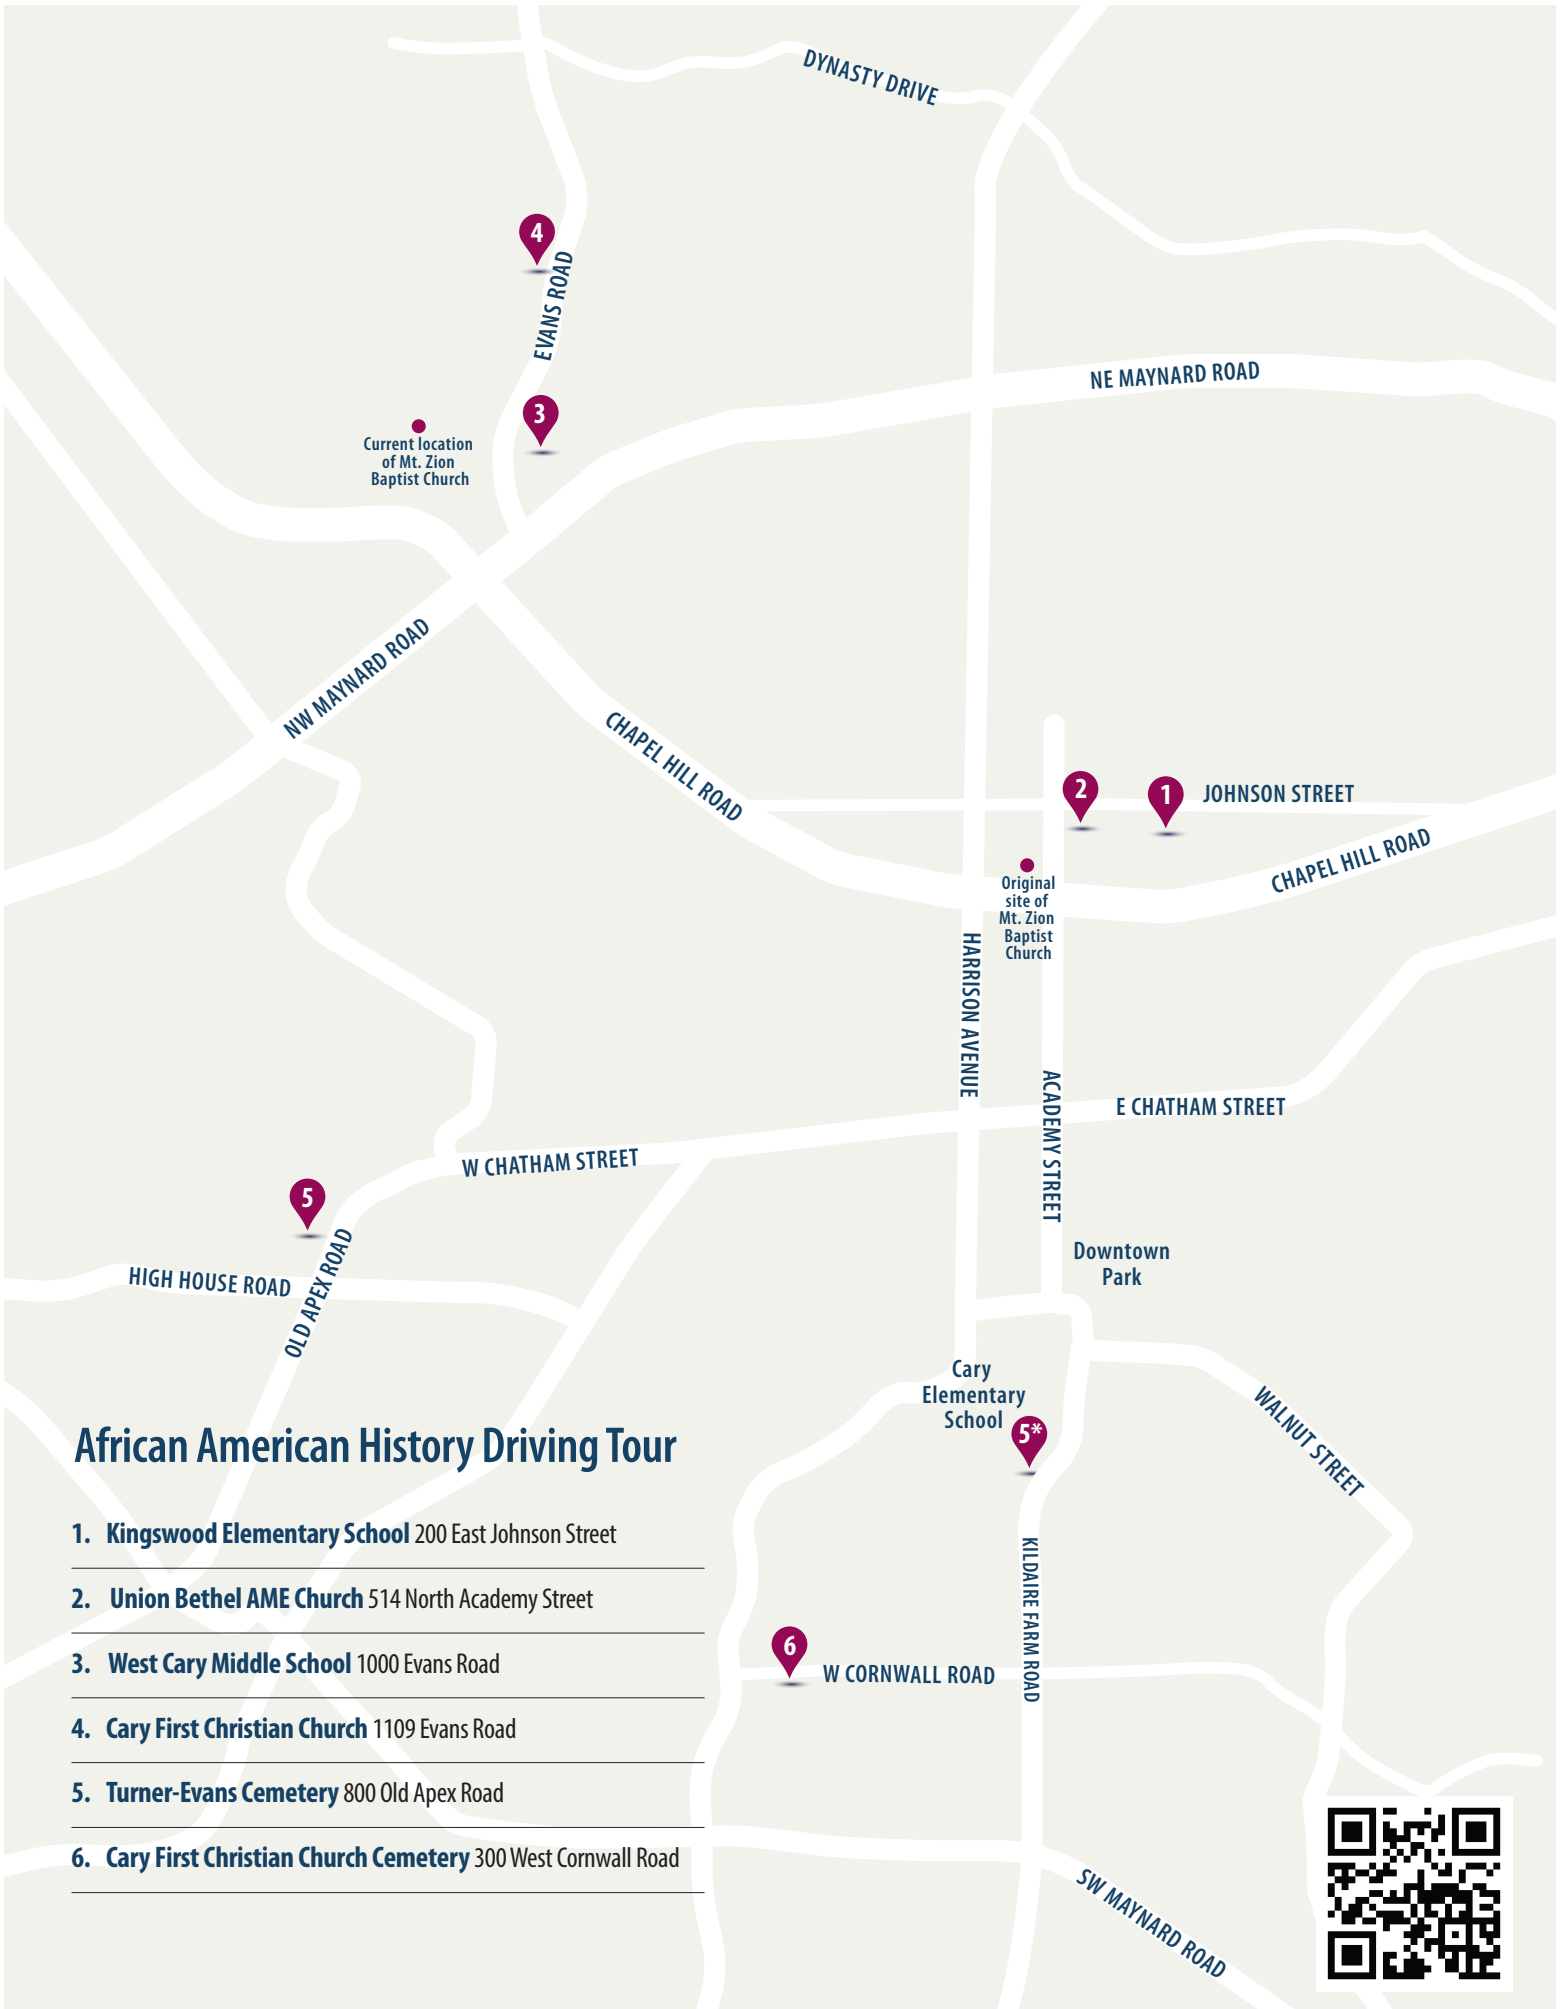 DYNASTY DRIVE
4
EVANS ROAD
NE MAYNARD ROAD
3
Current location
of Mt. Zion
Baptist Church
NW MAYNARD ROAD
CHAPEL HILL ROAD
2
1
JOHNSON STREET
CHAPEL HILL ROAD
Original
site of
Mt. Zion
Baptist
Church
HARRISON AVENUE
ACADEMY STREET
E CHATHAM STREET
W CHATHAM STREET
5
OLD APEX ROAD
HIGH HOUSE ROAD
Downtown
Park
Cary
Elementary
School
5*
WALNUT STREET
KILDAIRE FARM ROAD
6
W CORNWALL ROAD
SW MAYNARD ROAD
African American History Driving Tour
1. Kingswood Elementary School 200 East Johnson Street
2. Union Bethel AME Church 514 North Academy Street
3. West Cary Middle School 1000 Evans Road
4. Cary First Christian Church 1109 Evans Road
5. Turner-Evans Cemetery 800 Old Apex Road
6. Cary First Christian Church Cemetery 300 West Cornwall Road